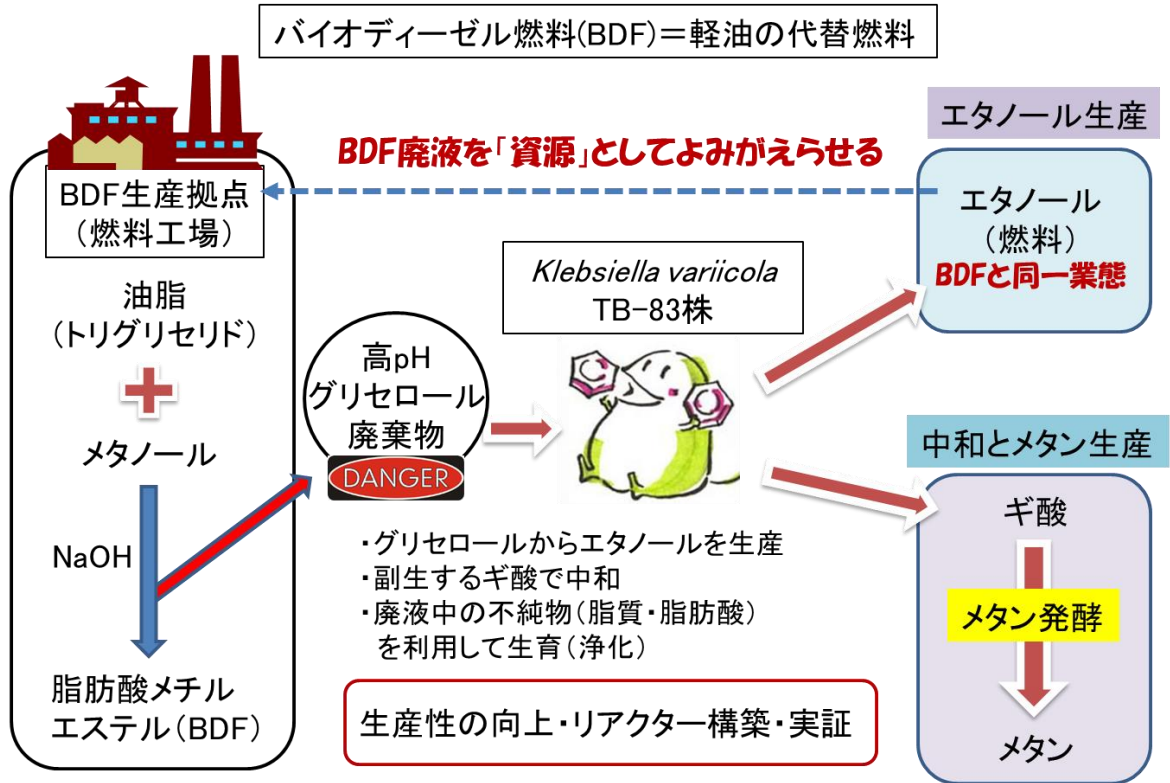 バイオディーゼル燃料(BDF)＝軽油の代替燃料
BDF廃液を「資源」としてよみがえらせる
BDF生産拠点
（燃料工場）
油脂
（トリグリセリド）
メタノール
NaOH
脂肪酸メチル
エステル（BDF）
高pH
グリセロール
廃棄物
DANGER
Klebsiella variicola
TB-83株
・グリセロールからエタノールを生産
・副生するギ酸で中和
・廃液中の不純物（脂質・脂肪酸）
を利用して生育（浄化）
生産性の向上・リアクター構築・実証
エタノール生産
エタノール
（燃料）
BDFと同一業態
中和とメタン生産
ギ酸
メタン発酵
メタン